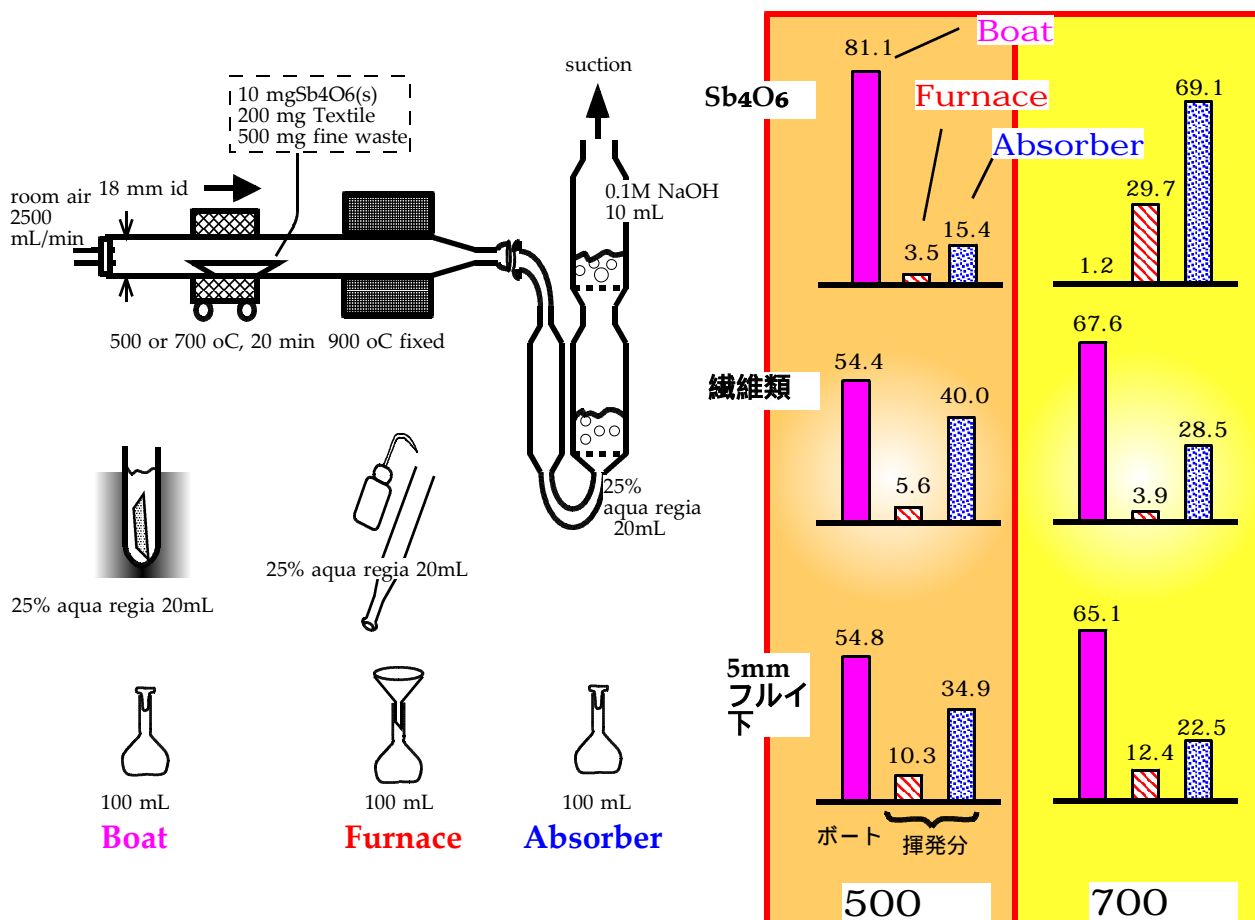 10 mgSb4O6(s)
200 mg Textile
500 mg fine waste
suction
room air
2500
mL/min
18 mm id
0.1M NaOH
10 mL
500 or 700 oC, 20 min
900 oC fixed
25%
aqua regia
20mL
25% aqua regia 20mL
25% aqua regia 20mL
100 mL
100 mL
100 mL
Boat
Furnace
Absorber
Boat
Furnace
Absorber
Sb4O6
81.1
3.5
15.4
1.2
29.7
69.1
繊維類
54.4
5.6
40.0
67.6
3.9
28.5
5mm
フルイ
下
54.8
10.3
34.9
65.1
12.4
22.5
ボート
揮発分
500
700